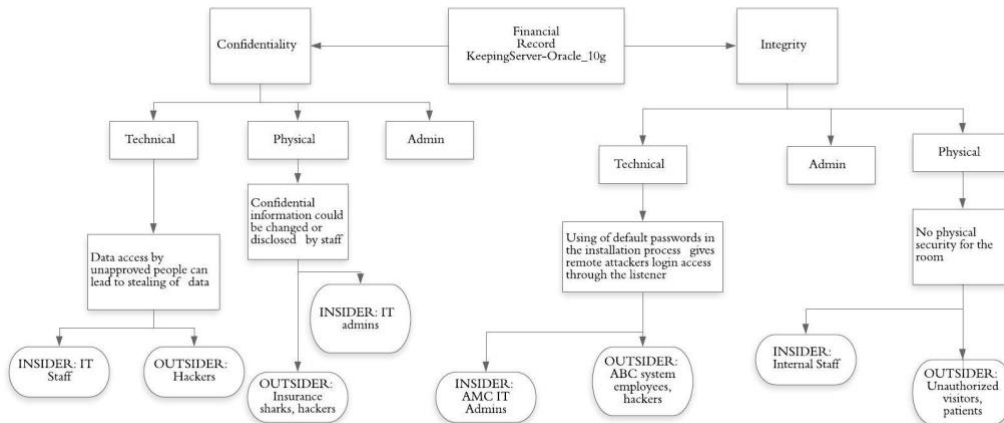 Financial
Record
KeepingServer-Oracle_10g
Confidentiality
Integrity
Technical
Physical
Admin
Technical
Admin
Physical
Confidential
information could
be changed or
disclosed by staff
Data access by
unapproved people can
lead to stealing of data
Using of default passwords in
the installation process gives
remote attackers login access
through the listener
No physical
security for the
room
INSIDER: IT
admins
INSIDER: IT
Staff
OUTSIDER:
Hackers
OUTSIDER:
Insurance
sharks, hackers
INSIDER:
AMC IT
Admins
OUTSIDER:
ABC system
employees,
hackers
INSIDER:
Internal Staff
OUTSIDER:
Unauthorized
visitors,
patients